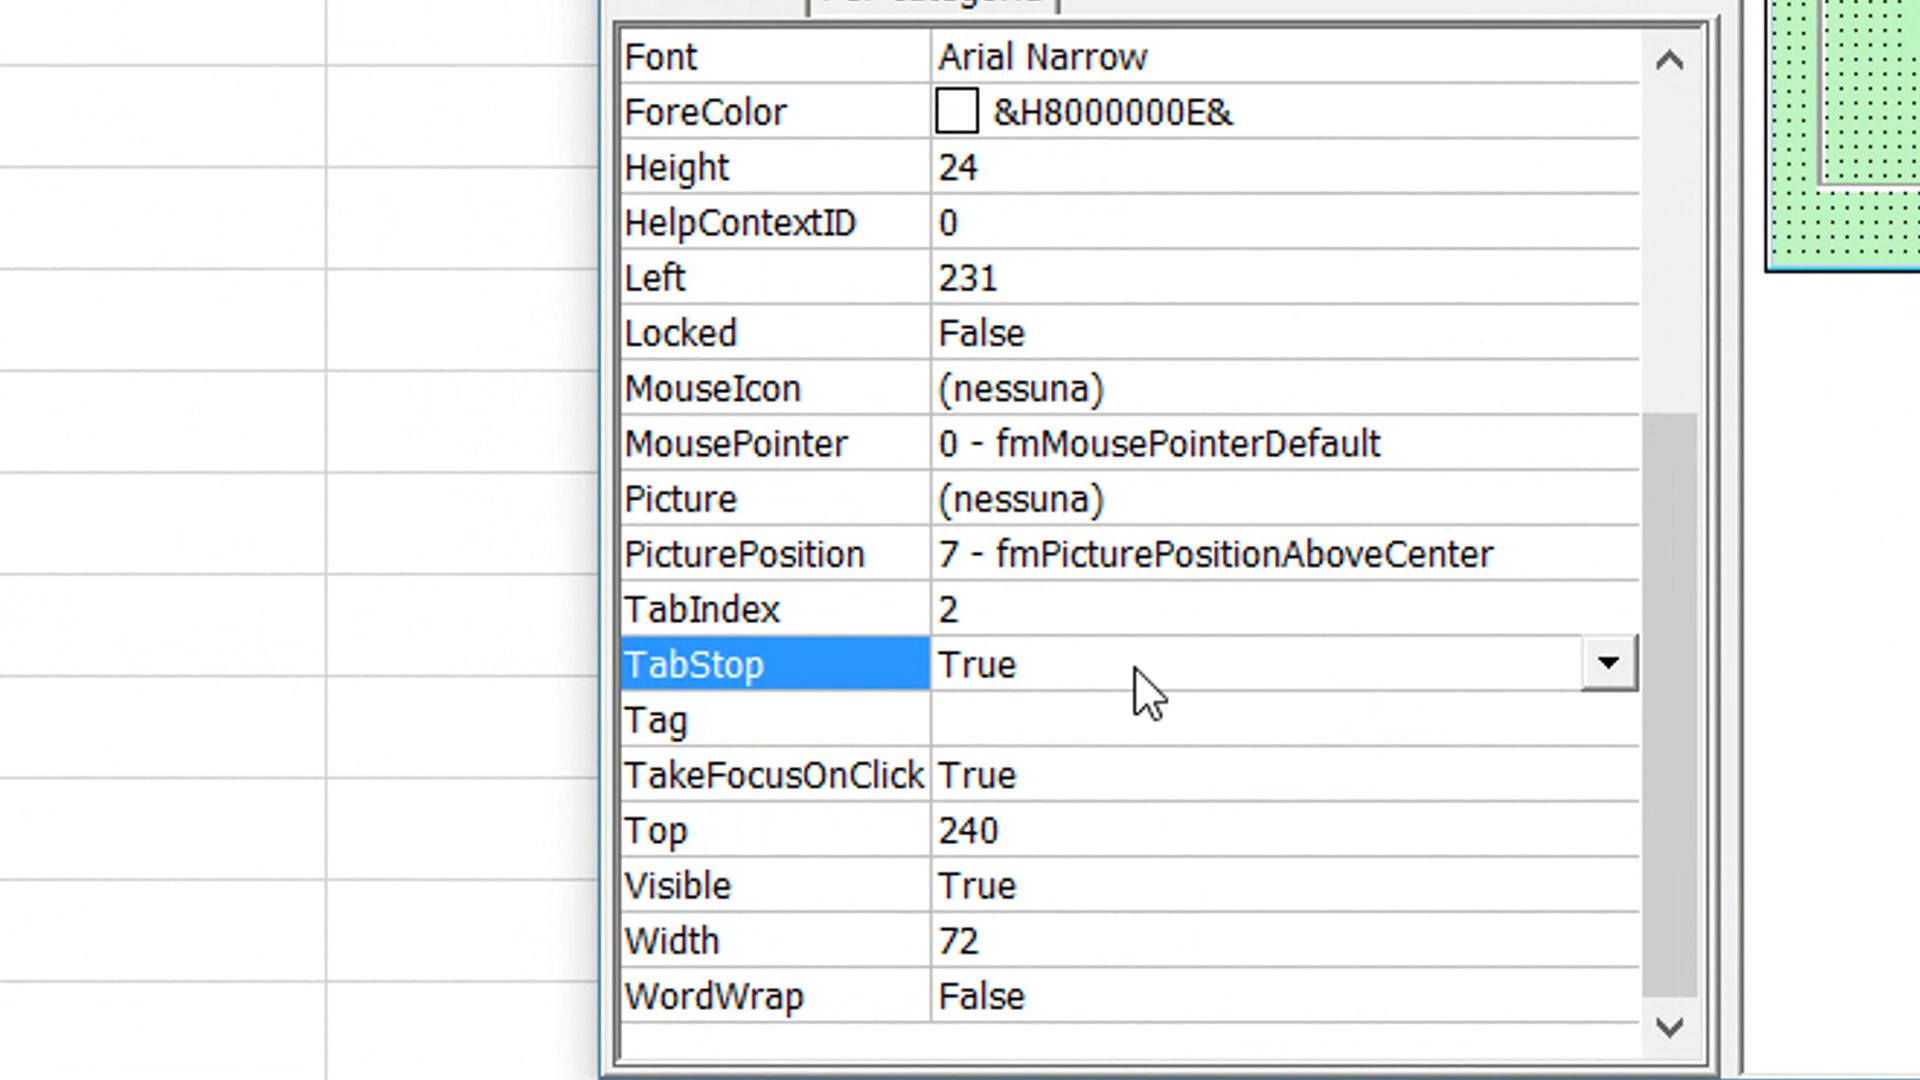 Per categoria
Font Arial Narrow
ForeColor &H8000000E&
Height 24
HelpContextID 0
Left 231
Locked False
MouseIcon (nessuna)
MousePointer 0 - fmMousePointerDefault
Picture (nessuna)
PicturePosition 7 - fmPicturePositionAboveCenter
TabIndex 2
TabStop True
Tag
TakeFocusOnClick True
Top 240
Visible True
Width 72
WordWrap False